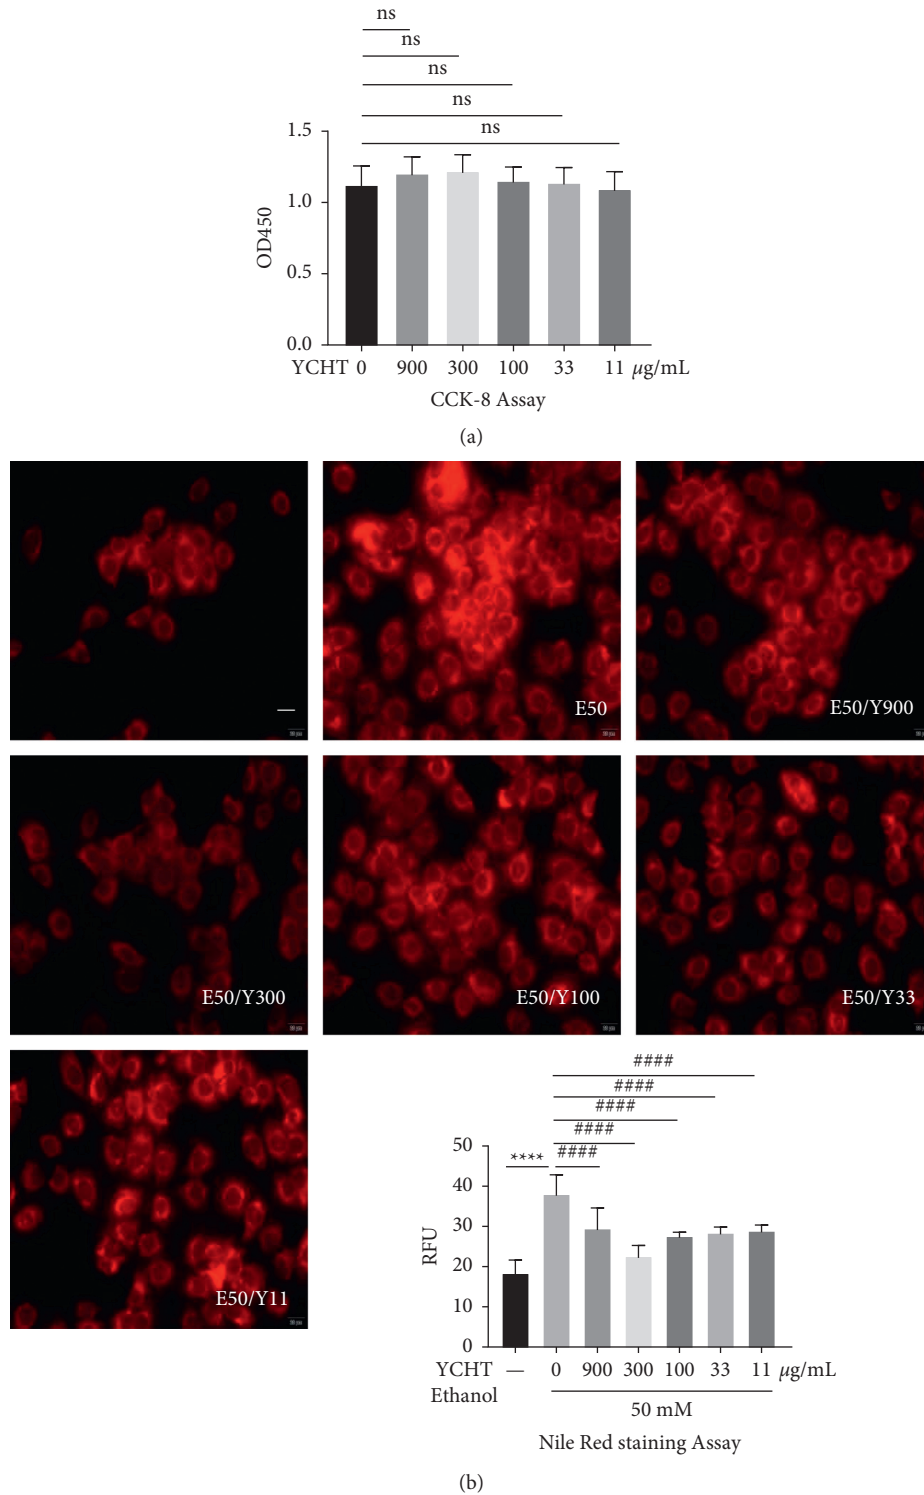 ns
ns
ns
ns
ns
1.5
1.0
0.5
0.0
OD450
YCHT 0 900 300 100 33 11 μg/mL
CCK-8 Assay
(a)
—
E50
E50/Y900
E50/Y300
E50/Y100
E50/Y33
E50/Y11
####
####
####
####
**** ####
50
40
30
20
10
0
RFU
YCHT — 0 900 300 100 33 11 μg/mL
Ethanol
50 mM
Nile Red staining Assay
(b)